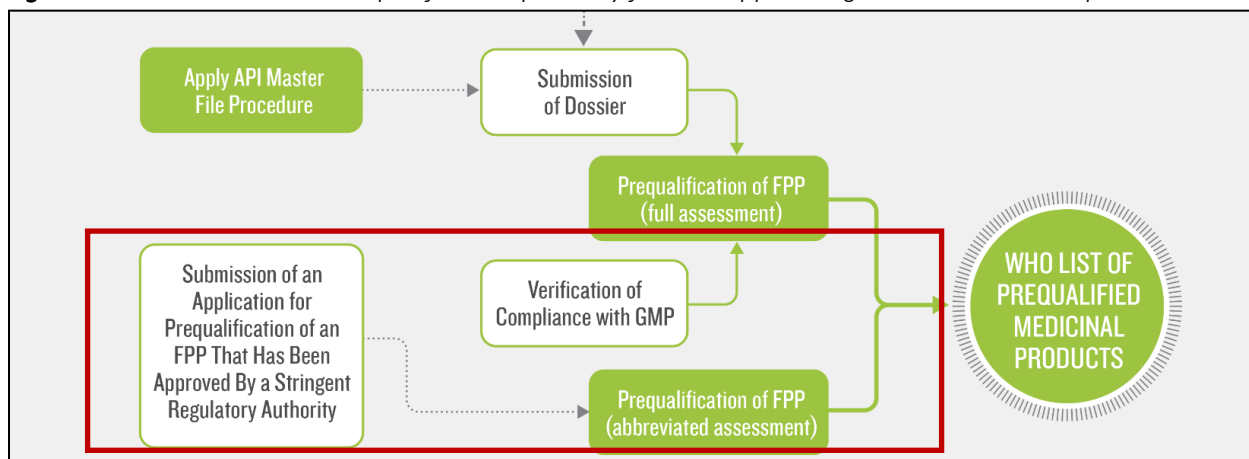 Apply API Master
File Procedure
Submission
of Dossier
Prequalification of FPP
(full assessment)
Submission of an
Application for
Prequalification of an
FPP That Has Been
Approved By a Stringent
Regulatory Authority
Verification of
Compliance with GMP
Prequalification of FPP
(abbreviated assessment)
WHO LIST OF
PREQUALIFIED
MEDICINAL
PRODUCTS